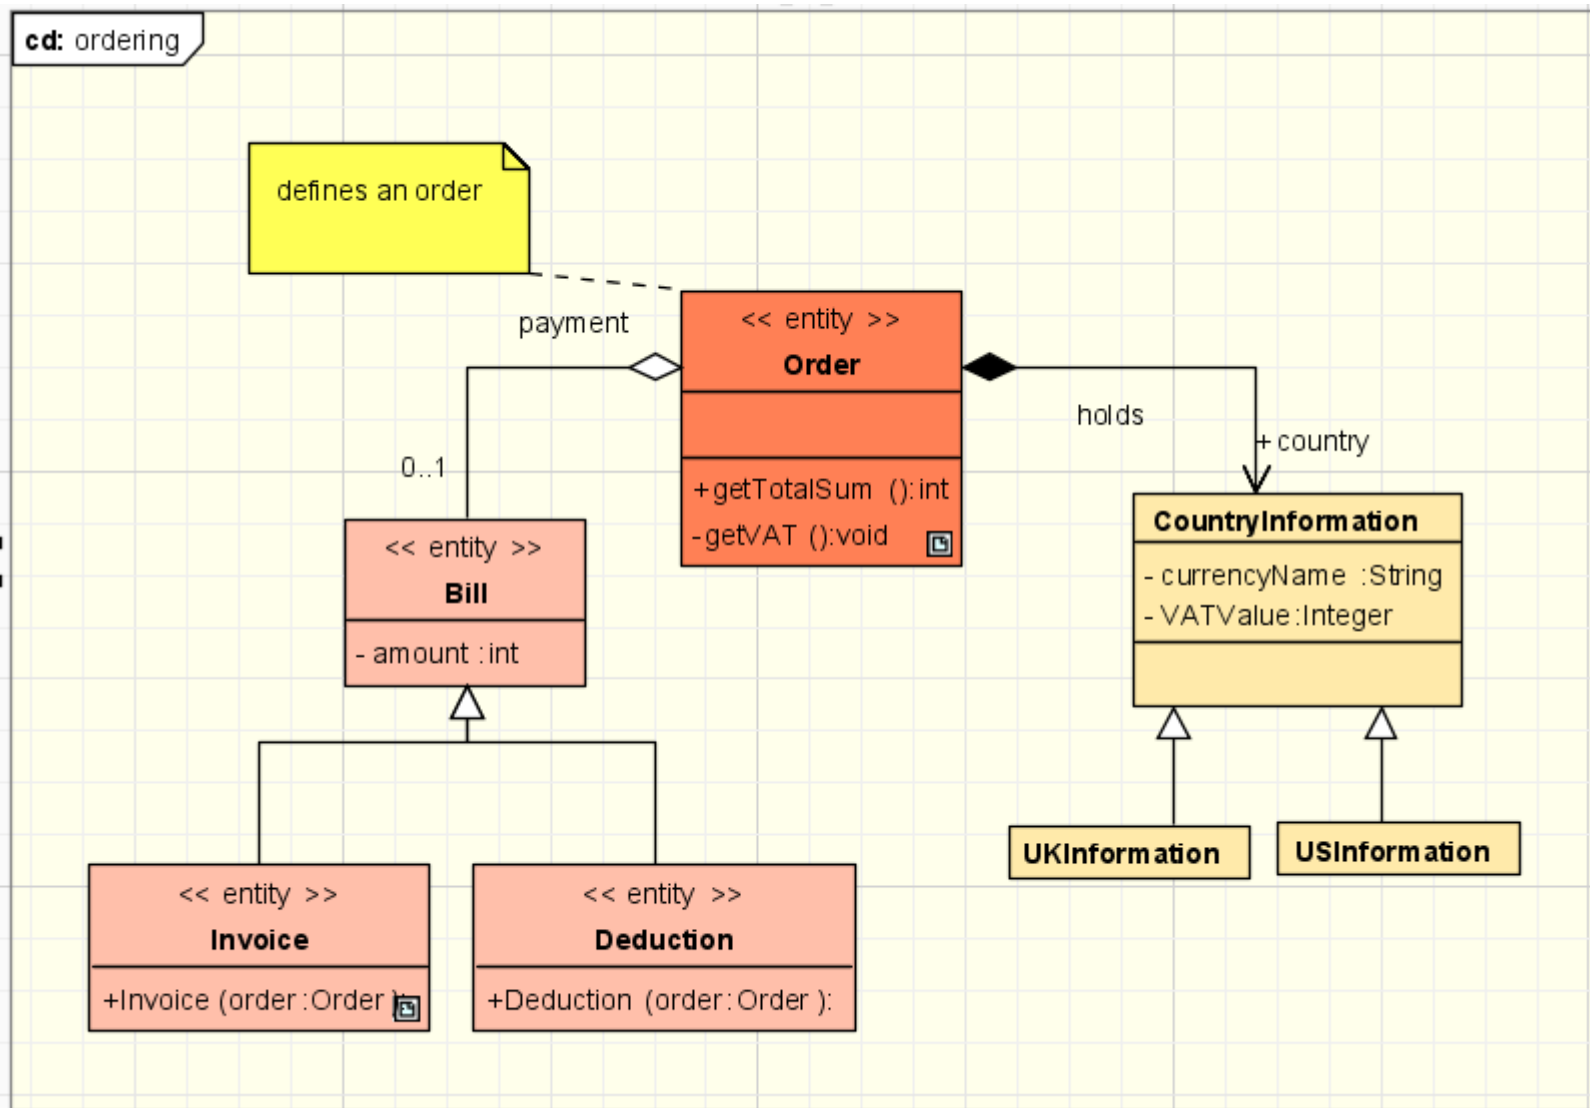 cd: ordering
defines an order
payment
<< entity >>
Order
holds
+ country
0..1
+getTotalSum ():int
-getVAT ():void
CountryInformation
- currencyName :String
- VATValue:Integer
<< entity >>
Bill
- amount :int
UKInformation
USInformation
<< entity >>
Invoice
+Invoice (order:Order ):
<< entity >>
Deduction
+Deduction (order:Order ):